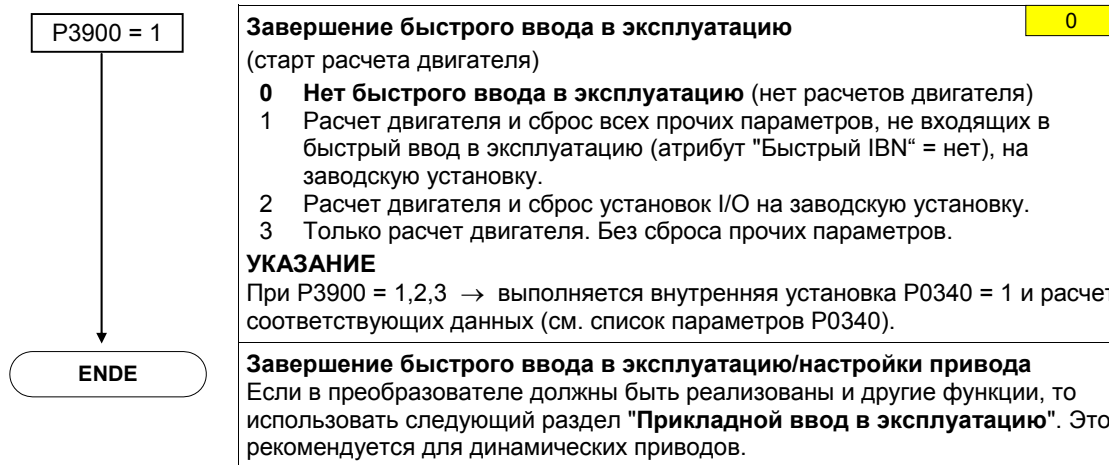 P3900 = 1
Завершение быстрого ввода в эксплуатацию
0
(старт расчета двигателя)
0 Нет быстрого ввода в эксплуатацию (нет расчетов двигателя)
1 Расчет двигателя и сброс всех прочих параметров, не входящих в
быстрый ввод в эксплуатацию (атрибут "Быстрый IBN“ = нет), на
заводскую установку.
2 Расчет двигателя и сброс установок I/O на заводскую установку.
3 Только расчет двигателя. Без сброса прочих параметров.
УКАЗАНИЕ
При P3900 = 1,2,3 → выполняется внутренняя установка P0340 = 1 и расчет
соответствующих данных (см. список параметров P0340).
ENDE
Завершение быстрого ввода в эксплуатацию/настройки привода
Если в преобразователе должны быть реализованы и другие функции, то
использовать следующий раздел "Прикладной ввод в эксплуатацию". Это
рекомендуется для динамических приводов.